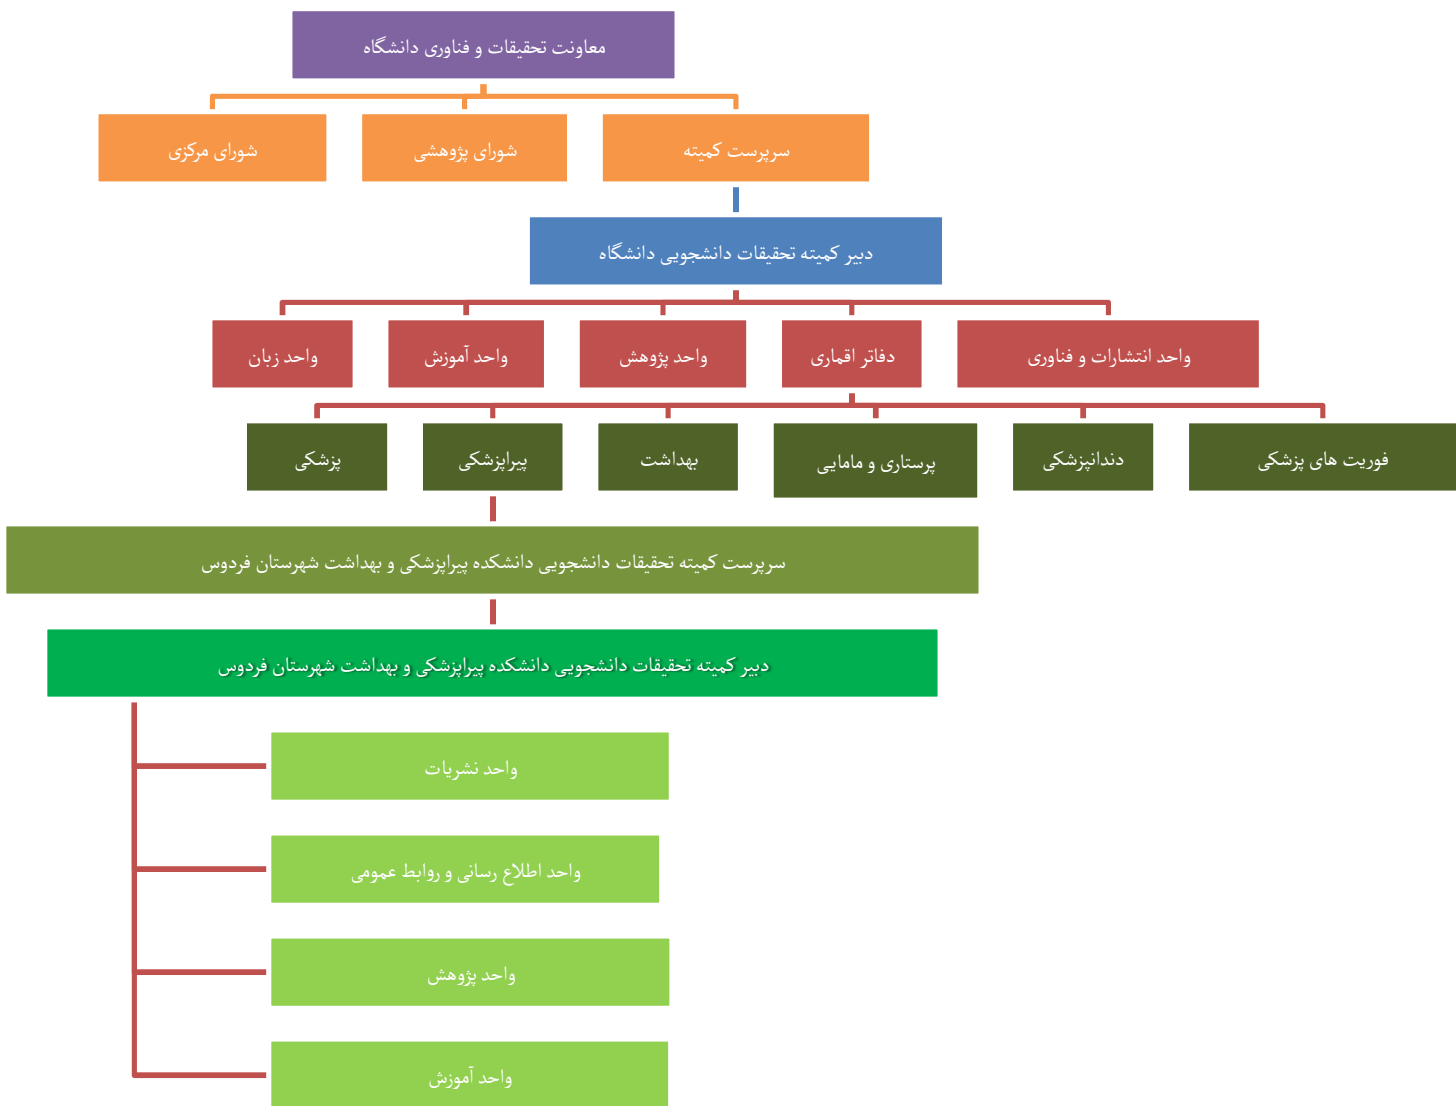 معاونت تحقیقات و فناوری دانشگاه
سرپرست کمیته
شورای پژوهشی
شورای مرکزی
دبیر کمیته تحقیقات دانشجویی دانشگاه
واحد انتشارات و فناوری
دفاتر اقماری
واحد پژوهش
واحد آموزش
واحد زبان
فوریت های پزشکی
دندانپزشکی
پرستاری و مامایی
بهداشت
پیراپزشکی
پزشکی
سرپرست کمیته تحقیقات دانشجویی دانشکده پیراپزشکی و بهداشت شهرستان فردوس
دبیر کمیته تحقیقات دانشجویی دانشکده پیراپزشکی و بهداشت شهرستان فردوس
واحد نشریات
واحد اطلاع رسانی و روابط عمومی
واحد پژوهش
واحد آموزش